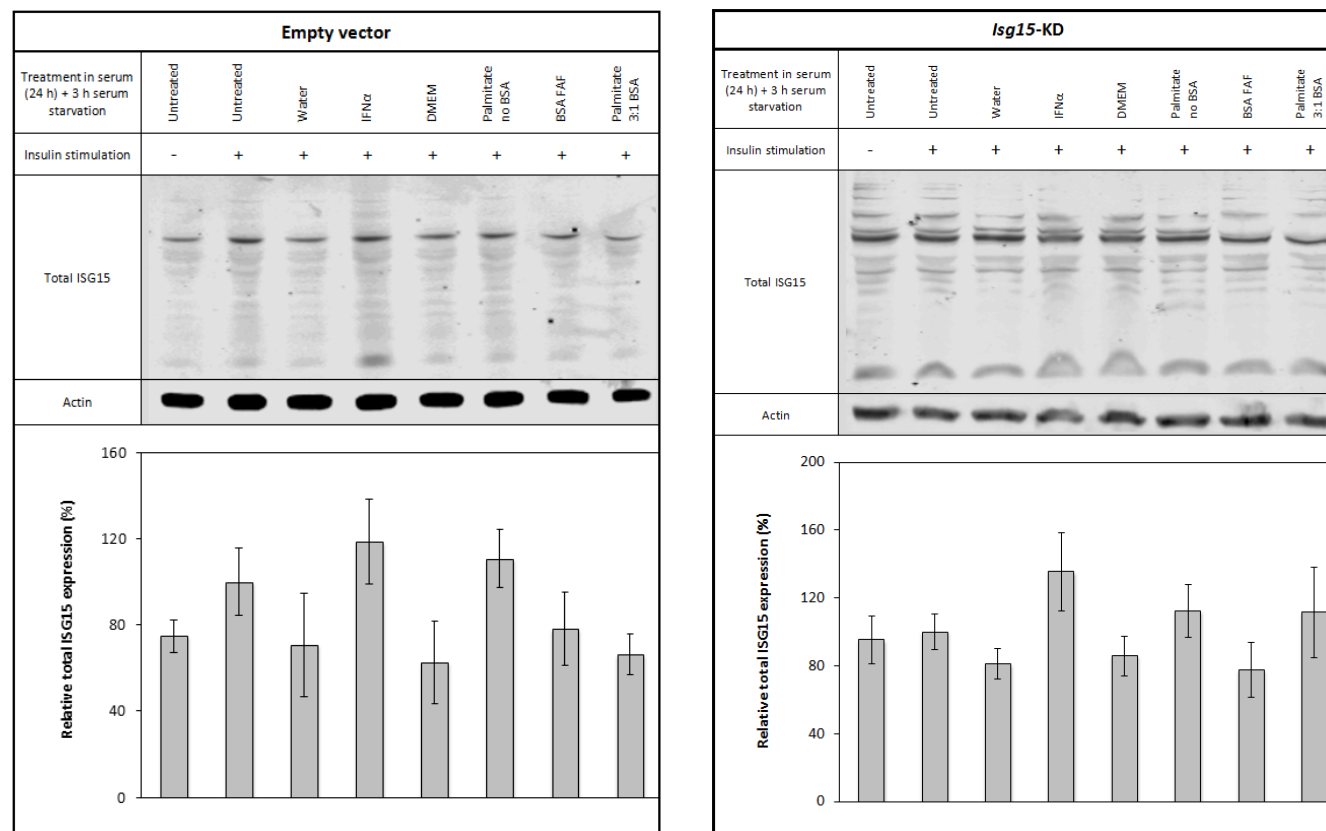 Empty vector
Treatment in serum
(24 h) + 3 h serum
starvation
Untreated
Untreated
Water
IFNα
DMEM
Palmitate
no BSA
BSA FAF
Palmitate
3:1 BSA
Insulin stimulation
- + + + + + + +
Total ISG15
Actin
Relative total ISG15 expression (%)
160
120
80
40
0
Isg15-KD
Treatment in serum
(24 h) + 3 h serum
starvation
Untreated
Untreated
Water
IFNα
DMEM
Palmitate
no BSA
BSA FAF
Palmitate
3:1 BSA
Insulin stimulation
- + + + + + + +
Total ISG15
Actin
Relative total ISG15 expression (%)
200
160
120
80
40
0